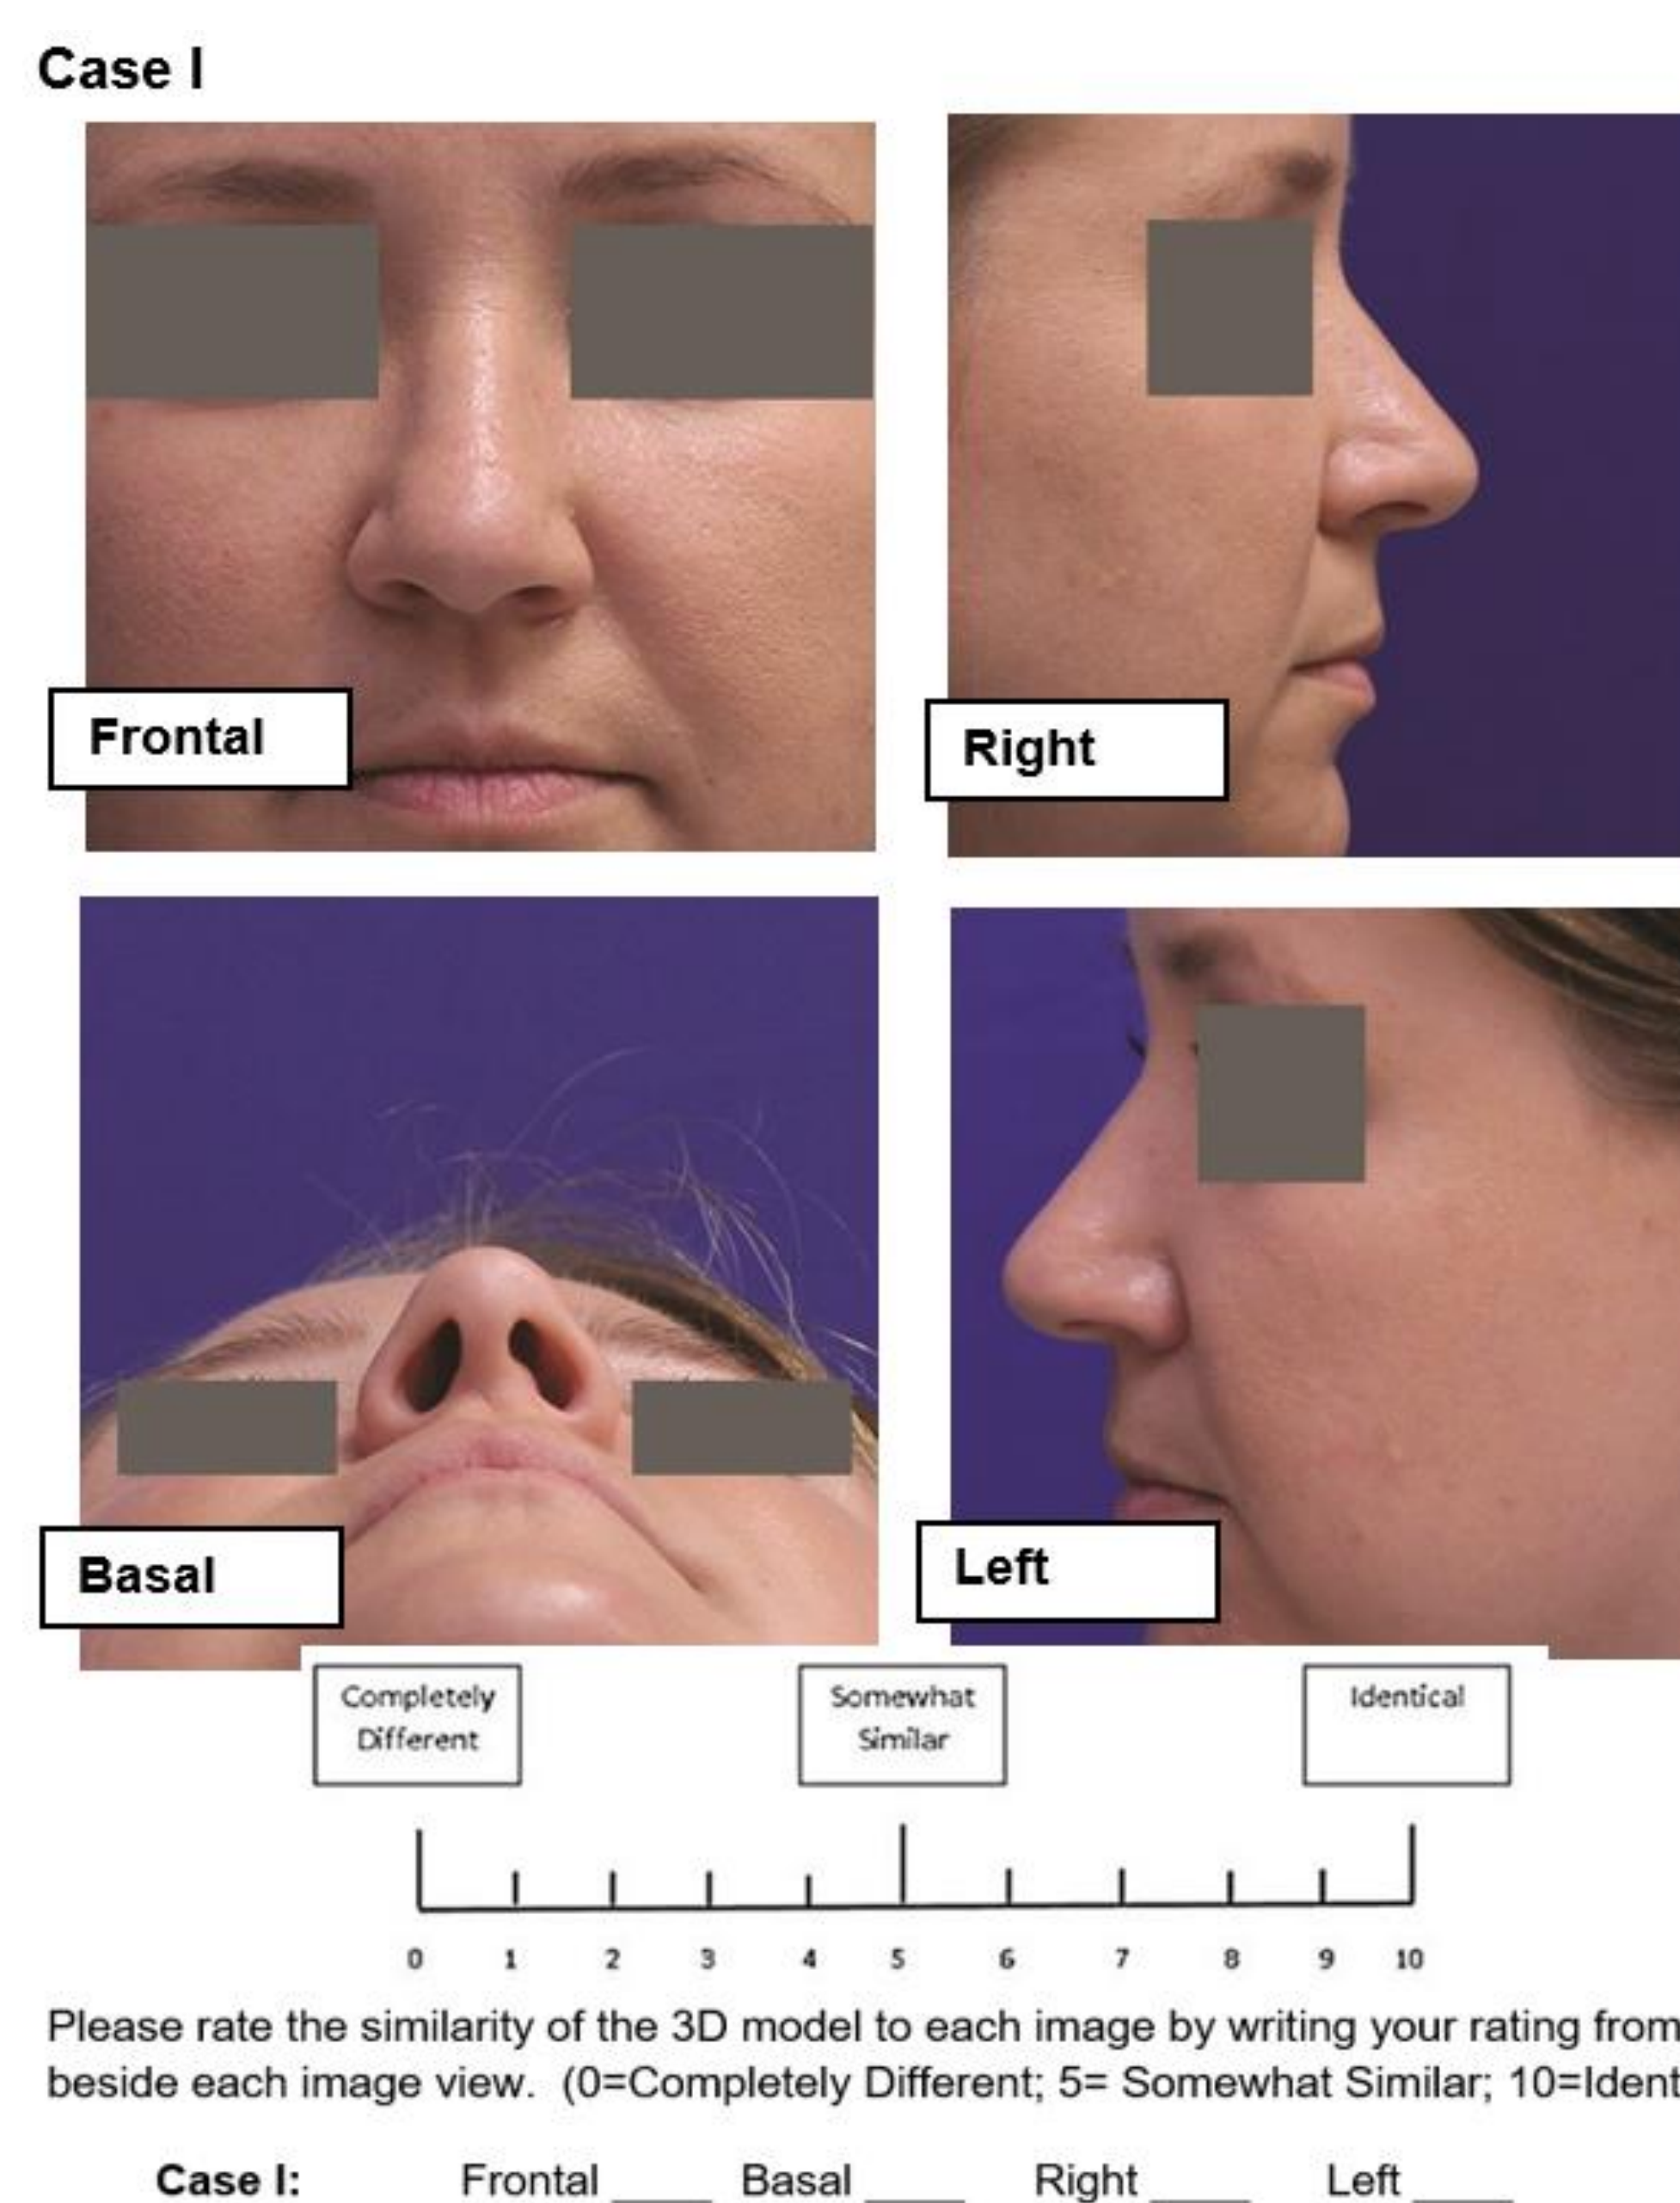 Case I
Frontal
Right
Basal
Left
Completely
Different
Somewhat
Similar
Identical
0 1 2 3 4 5 6 7 8 9 10
Please rate the similarity of the 3D model to each image by writing your rating from
beside each image view. (0=Completely Different; 5= Somewhat Similar; 10=Ident
Case I: Frontal ____ Basal ____ Right ____ Left ____